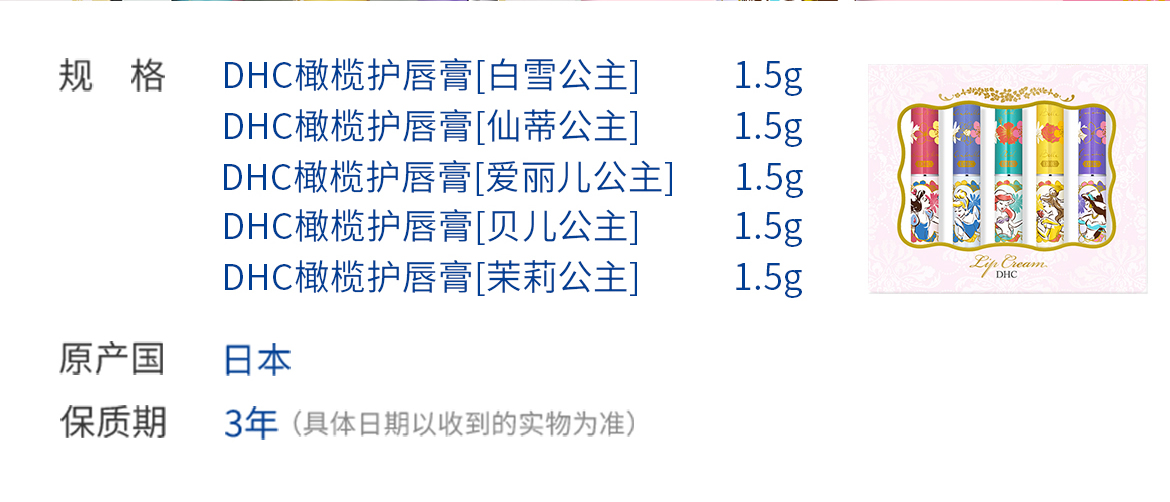 规 格 DHC橄榄护唇膏[白雪公主] 1.5g
DHC橄榄护唇膏[仙蒂公主] 1.5g
DHC橄榄护唇膏[爱丽儿公主] 1.5g
DHC橄榄护唇膏[贝儿公主] 1.5g
DHC橄榄护唇膏[茉莉公主] 1.5g
Lip Cream
DHC
原产国 日本
保质期 3年（具体日期以收到的实物为准）